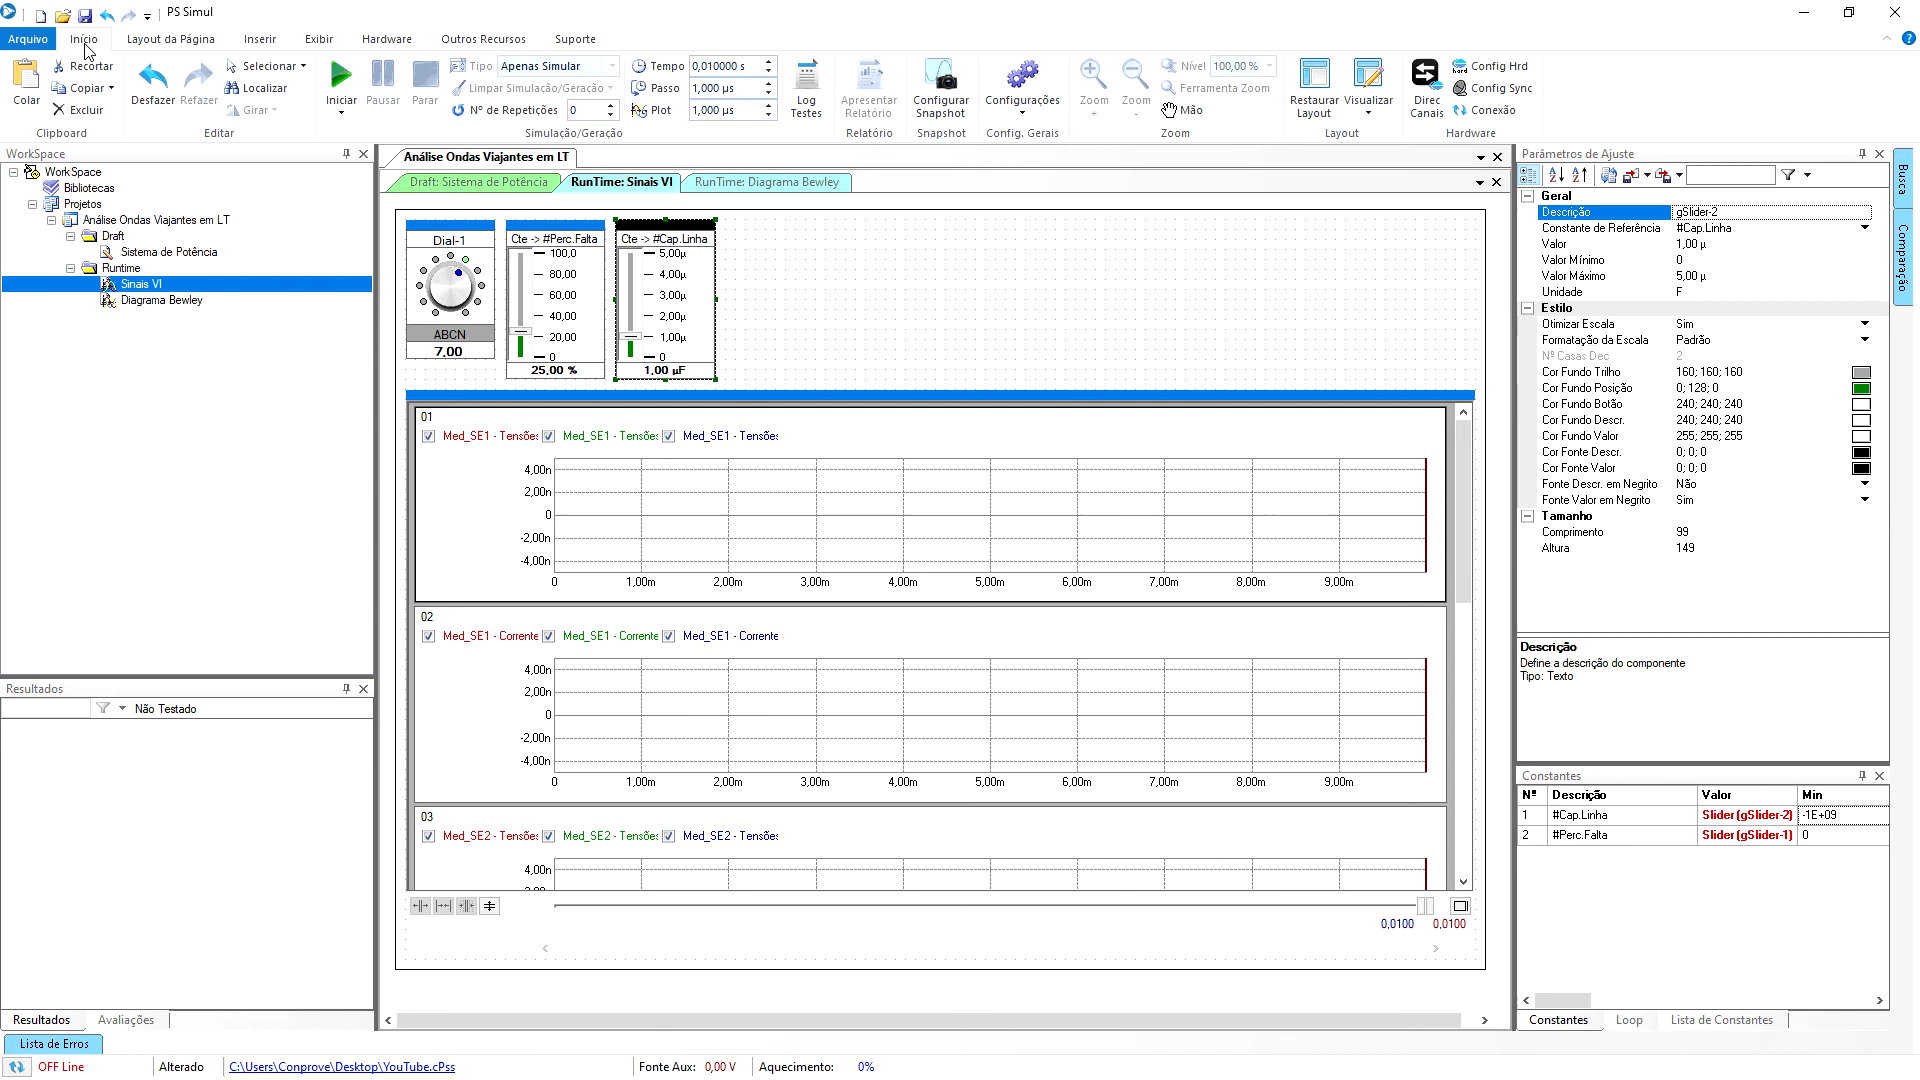 PS Simul
Arquivo Início Layout da Página Inserir Exibir Hardware Outros Recursos Suporte
Colar Recortar Copiar Excluir Clipboard
Desfazer Refazer Selecionar Localizar Girar Editar
Iniciar Pausar Parar Tipo Apenas Simular
Limpar Simulação/Geração
Nº de Repetições 0
Tempo 0,010000 s
Passo 1,000 µs
Plot 1,000 µs
Simulação/Geração
Log Testes
Apresentar Relatório
Relatório
Configurar Snapshot
Snapshot
Configurações
Config. Gerais
Zoom + Zoom - Nível 100,00 %
Ferramenta Zoom
Mão
Zoom
Restaurar Layout Visualizar
Layout
Direc Canais Config Hrd
Config Sync
Conexão
Hardware
WorkSpace
WorkSpace
Bibliotecas
Projetos
Análise Ondas Viajantes em LT
Draft
Sistema de Potência
Runtime
Sinais VI
Diagrama Bewley
Resultados
Não Testado
Resultados Avaliações
Análise Ondas Viajantes em LT
Draft: Sistema de Potência RunTime: Sinais VI RunTime: Diagrama Bewley
Dial-1
ABCN
7,00
Cte -> #Perc.Falta
100,0
80,00
60,00
40,00
20,00
0
25,00 %
Cte -> #Cap.Linha
5,00µ
4,00µ
3,00µ
2,00µ
1,00µ
0
1,00 µF
01
Med_SE1 - Tensões Med_SE1 - Tensões Med_SE1 - Tensões
4,00n
2,00n
0
-2,00n
-4,00n
0 1,00m 2,00m 3,00m 4,00m 5,00m 6,00m 7,00m 8,00m 9,00m
02
Med_SE1 - Corrente Med_SE1 - Corrente Med_SE1 - Corrente
4,00n
2,00n
0
-2,00n
-4,00n
0 1,00m 2,00m 3,00m 4,00m 5,00m 6,00m 7,00m 8,00m 9,00m
03
Med_SE2 - Tensões Med_SE2 - Tensões Med_SE2 - Tensões
4,00n
0,0100 0,0100
Parâmetros de Ajuste
Geral
Descrição gSlider-2
Constante de Referência #Cap.Linha
Valor 1,00 µ
Valor Mínimo 0
Valor Máximo 5,00 µ
Unidade F
Estilo
Otimizar Escala Sim
Formatação da Escala Padrão
Nº Casas Dec 2
Cor Fundo Trilho 160; 160; 160
Cor Fundo Posição 0; 128; 0
Cor Fundo Botão 240; 240; 240
Cor Fundo Descr. 240; 240; 240
Cor Fundo Valor 255; 255; 255
Cor Fonte Descr. 0; 0; 0
Cor Fonte Valor 0; 0; 0
Fonte Descr. em Negrito Não
Fonte Valor em Negrito Sim
Tamanho
Comprimento 99
Altura 149
Descrição
Define a descrição do componente
Tipo: Texto
Busca
Comparação
Constantes
Nº Descrição Valor Min
1 #Cap.Linha Slider (gSlider-2) -1E+09
2 #Perc.Falta Slider (gSlider-1) 0
Constantes Loop Lista de Constantes
Lista de Erros
OFF Line Alterado C:\Users\Conprove\Desktop\YouTube.cPss Fonte Aux: 0,00 V Aquecimento: 0%